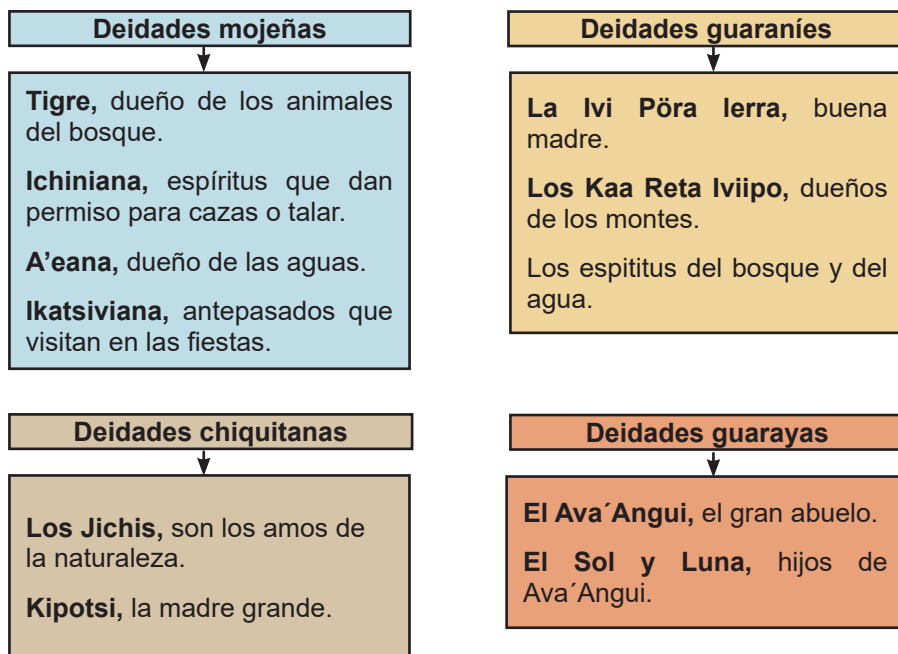 Deidades mojeñas
Tigre, dueño de los animales
del bosque.
Ichiniana, espíritus que dan
permiso para cazas o talar.
A'eana, dueño de las aguas.
Ikatsiviana, antepasados que
visitan en las fiestas.
Deidades guaraníes
La Ivi Pöra Ierra, buena
madre.
Los Kaa Reta Iviipo, dueños
de los montes.
Los espititus del bosque y del
agua.
Deidades chiquitanas
Los Jichis, son los amos de
la naturaleza.
Kipotsi, la madre grande.
Deidades guarayas
El Ava´Angui, el gran abuelo.
El Sol y Luna, hijos de
Ava´Angui.